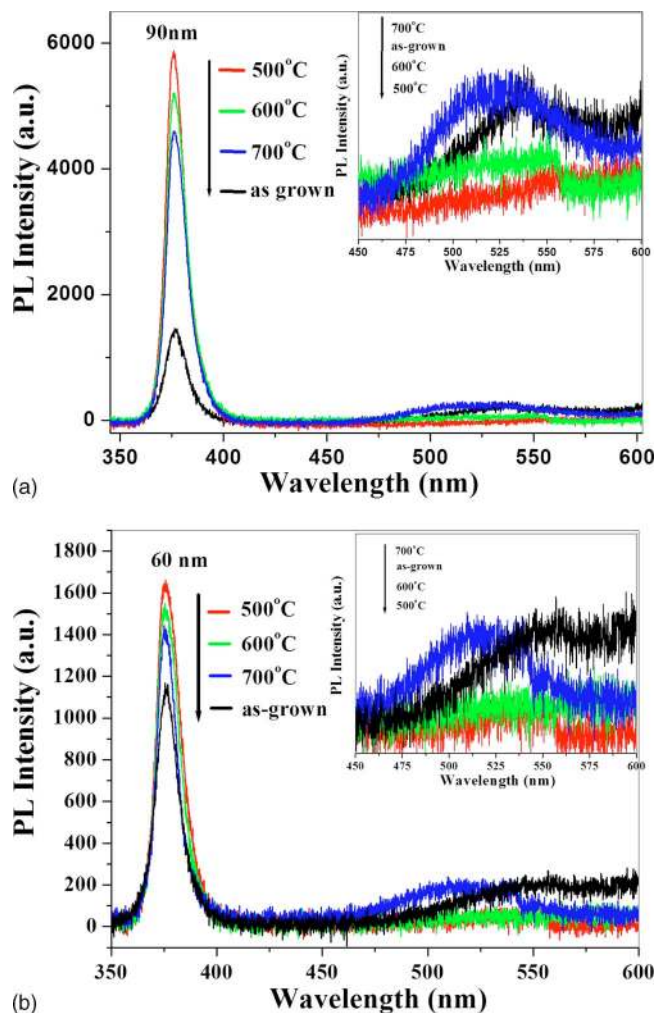 90nm
500°C
600°C
700°C
as grown
PL Intensity (a.u.)
6000
4000
2000
0
350 400 450 500 550 600
Wavelength (nm)
700°C
as-grown
600°C
500°C
PL Intensity (a.u.)
450 475 500 525 550 575 600
Wavelength (nm)
(a)
60 nm
500°C
600°C
700°C
as-grown
PL Intensity (a.u.)
1800
1600
1400
1200
1000
800
600
400
200
0
350 400 450 500 550 600
Wavelength (nm)
700°C
as-grown
600°C
500°C
PL Intensity (a.u.)
450 475 500 525 550 575 600
Wavelength (nm)
(b)